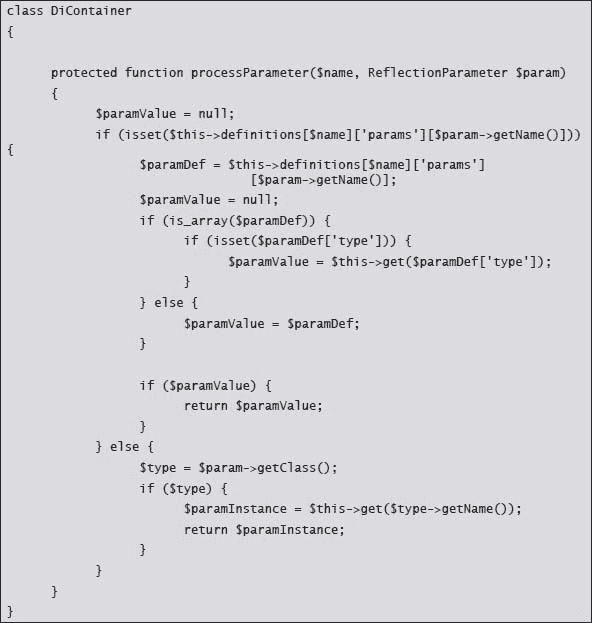 class DiContainer
{
protected function processParameter($name, ReflectionParameter $param)
{
$paramValue = null;
if (isset($this->definitions[$name]['params'][$param->getName()]))
{
$paramDef = $this->definitions[$name]['params']
[$param->getName()];
$paramValue = null;
if (is_array($paramDef)) {
if (isset($paramDef['type'])) {
$paramValue = $this->get($paramDef['type']);
}
} else {
$paramValue = $paramDef;
}
if ($paramValue) {
return $paramValue;
}
} else {
$type = $param->getClass();
if ($type) {
$paramInstance = $this->get($type->getName());
return $paramInstance;
}
}
}
}